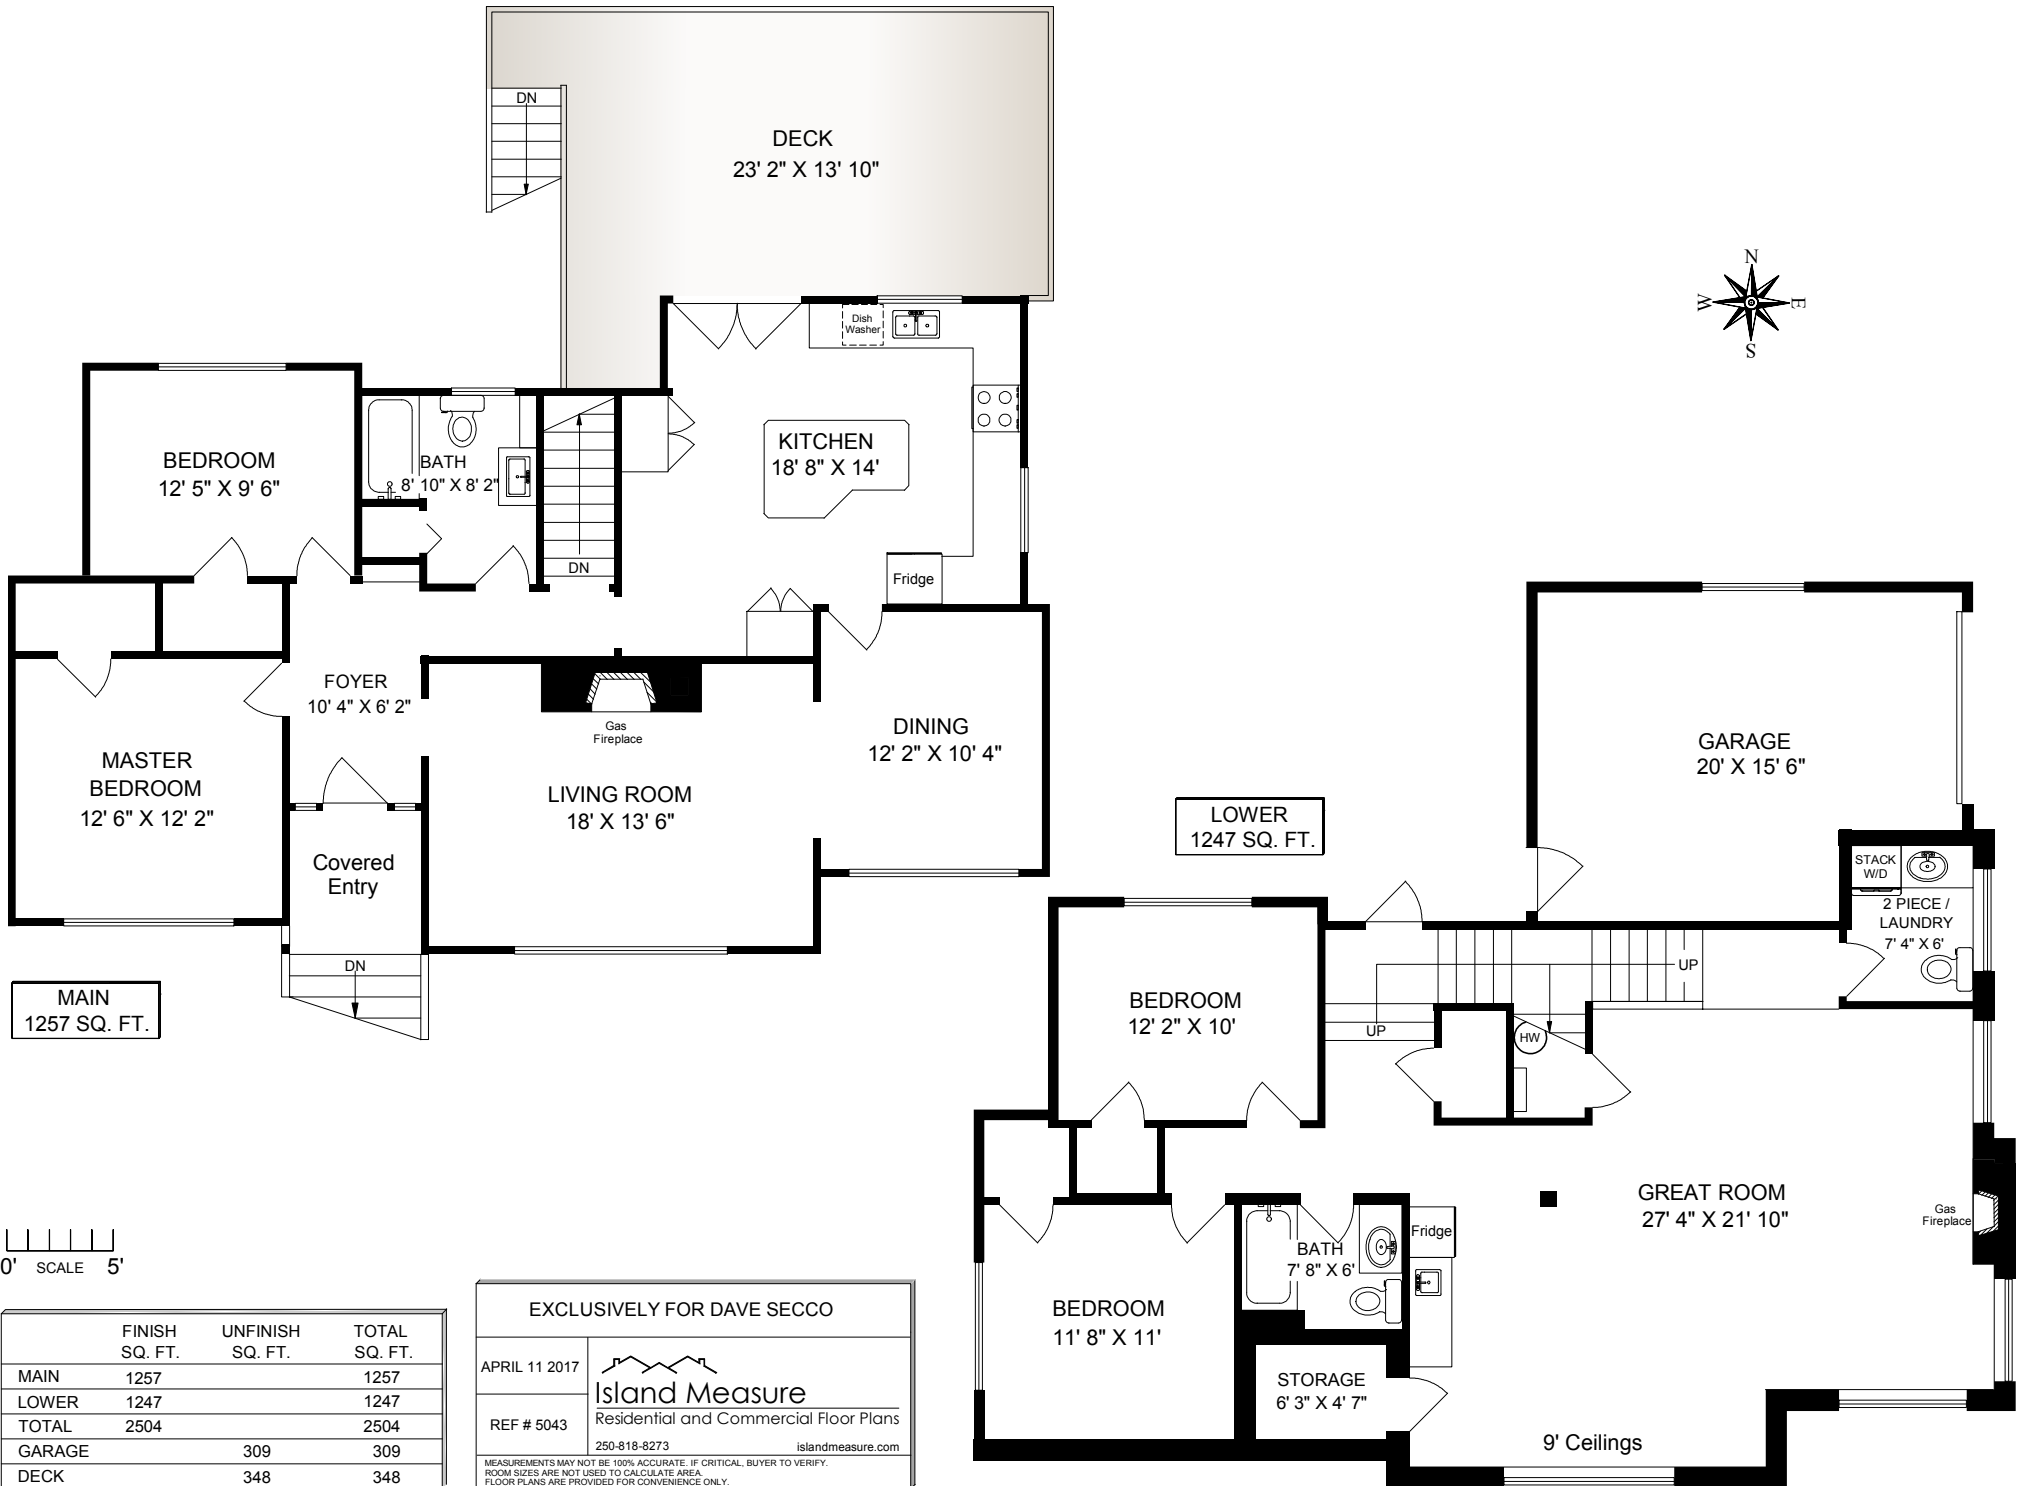 DN
DECK
23' 2" X 13' 10"
N
W
E
S
Dish
Washer
KITCHEN
18' 8" X 14'
BEDROOM
12' 5" X 9' 6"
BATH
8' 10" X 8' 2"
DN
Fridge
FOYER
10' 4" X 6' 2"
Gas
Fireplace
DINING
12' 2" X 10' 4"
MASTER
BEDROOM
12' 6" X 12' 2"
LIVING ROOM
18' X 13' 6"
Covered
Entry
DN
MAIN
1257 SQ. FT.
GARAGE
20' X 15' 6"
LOWER
1247 SQ. FT.
STACK
W/D
2 PIECE /
LAUNDRY
7' 4" X 6'
UP
BEDROOM
12' 2" X 10'
UP
HW
GREAT ROOM
27' 4" X 21' 10"
Gas
Fireplace
Fridge
BATH
7' 8" X 6'
BEDROOM
11' 8" X 11'
STORAGE
6' 3" X 4' 7"
9' Ceilings
0' SCALE 5'
FINISH UNFINISH TOTAL
SQ. FT. SQ. FT. SQ. FT.
MAIN 1257 1257
LOWER 1247 1247
TOTAL 2504 2504
GARAGE 309 309
DECK 348 348
EXCLUSIVELY FOR DAVE SECCO
APRIL 11 2017
REF # 5043
Island Measure
Residential and Commercial Floor Plans
250-818-8273 islandmeasure.com
MEASUREMENTS MAY NOT BE 100% ACCURATE. IF CRITICAL, BUYER TO VERIFY.
ROOM SIZES ARE NOT USED TO CALCULATE AREA.
FLOOR PLANS ARE PROVIDED FOR CONVENIENCE ONLY.